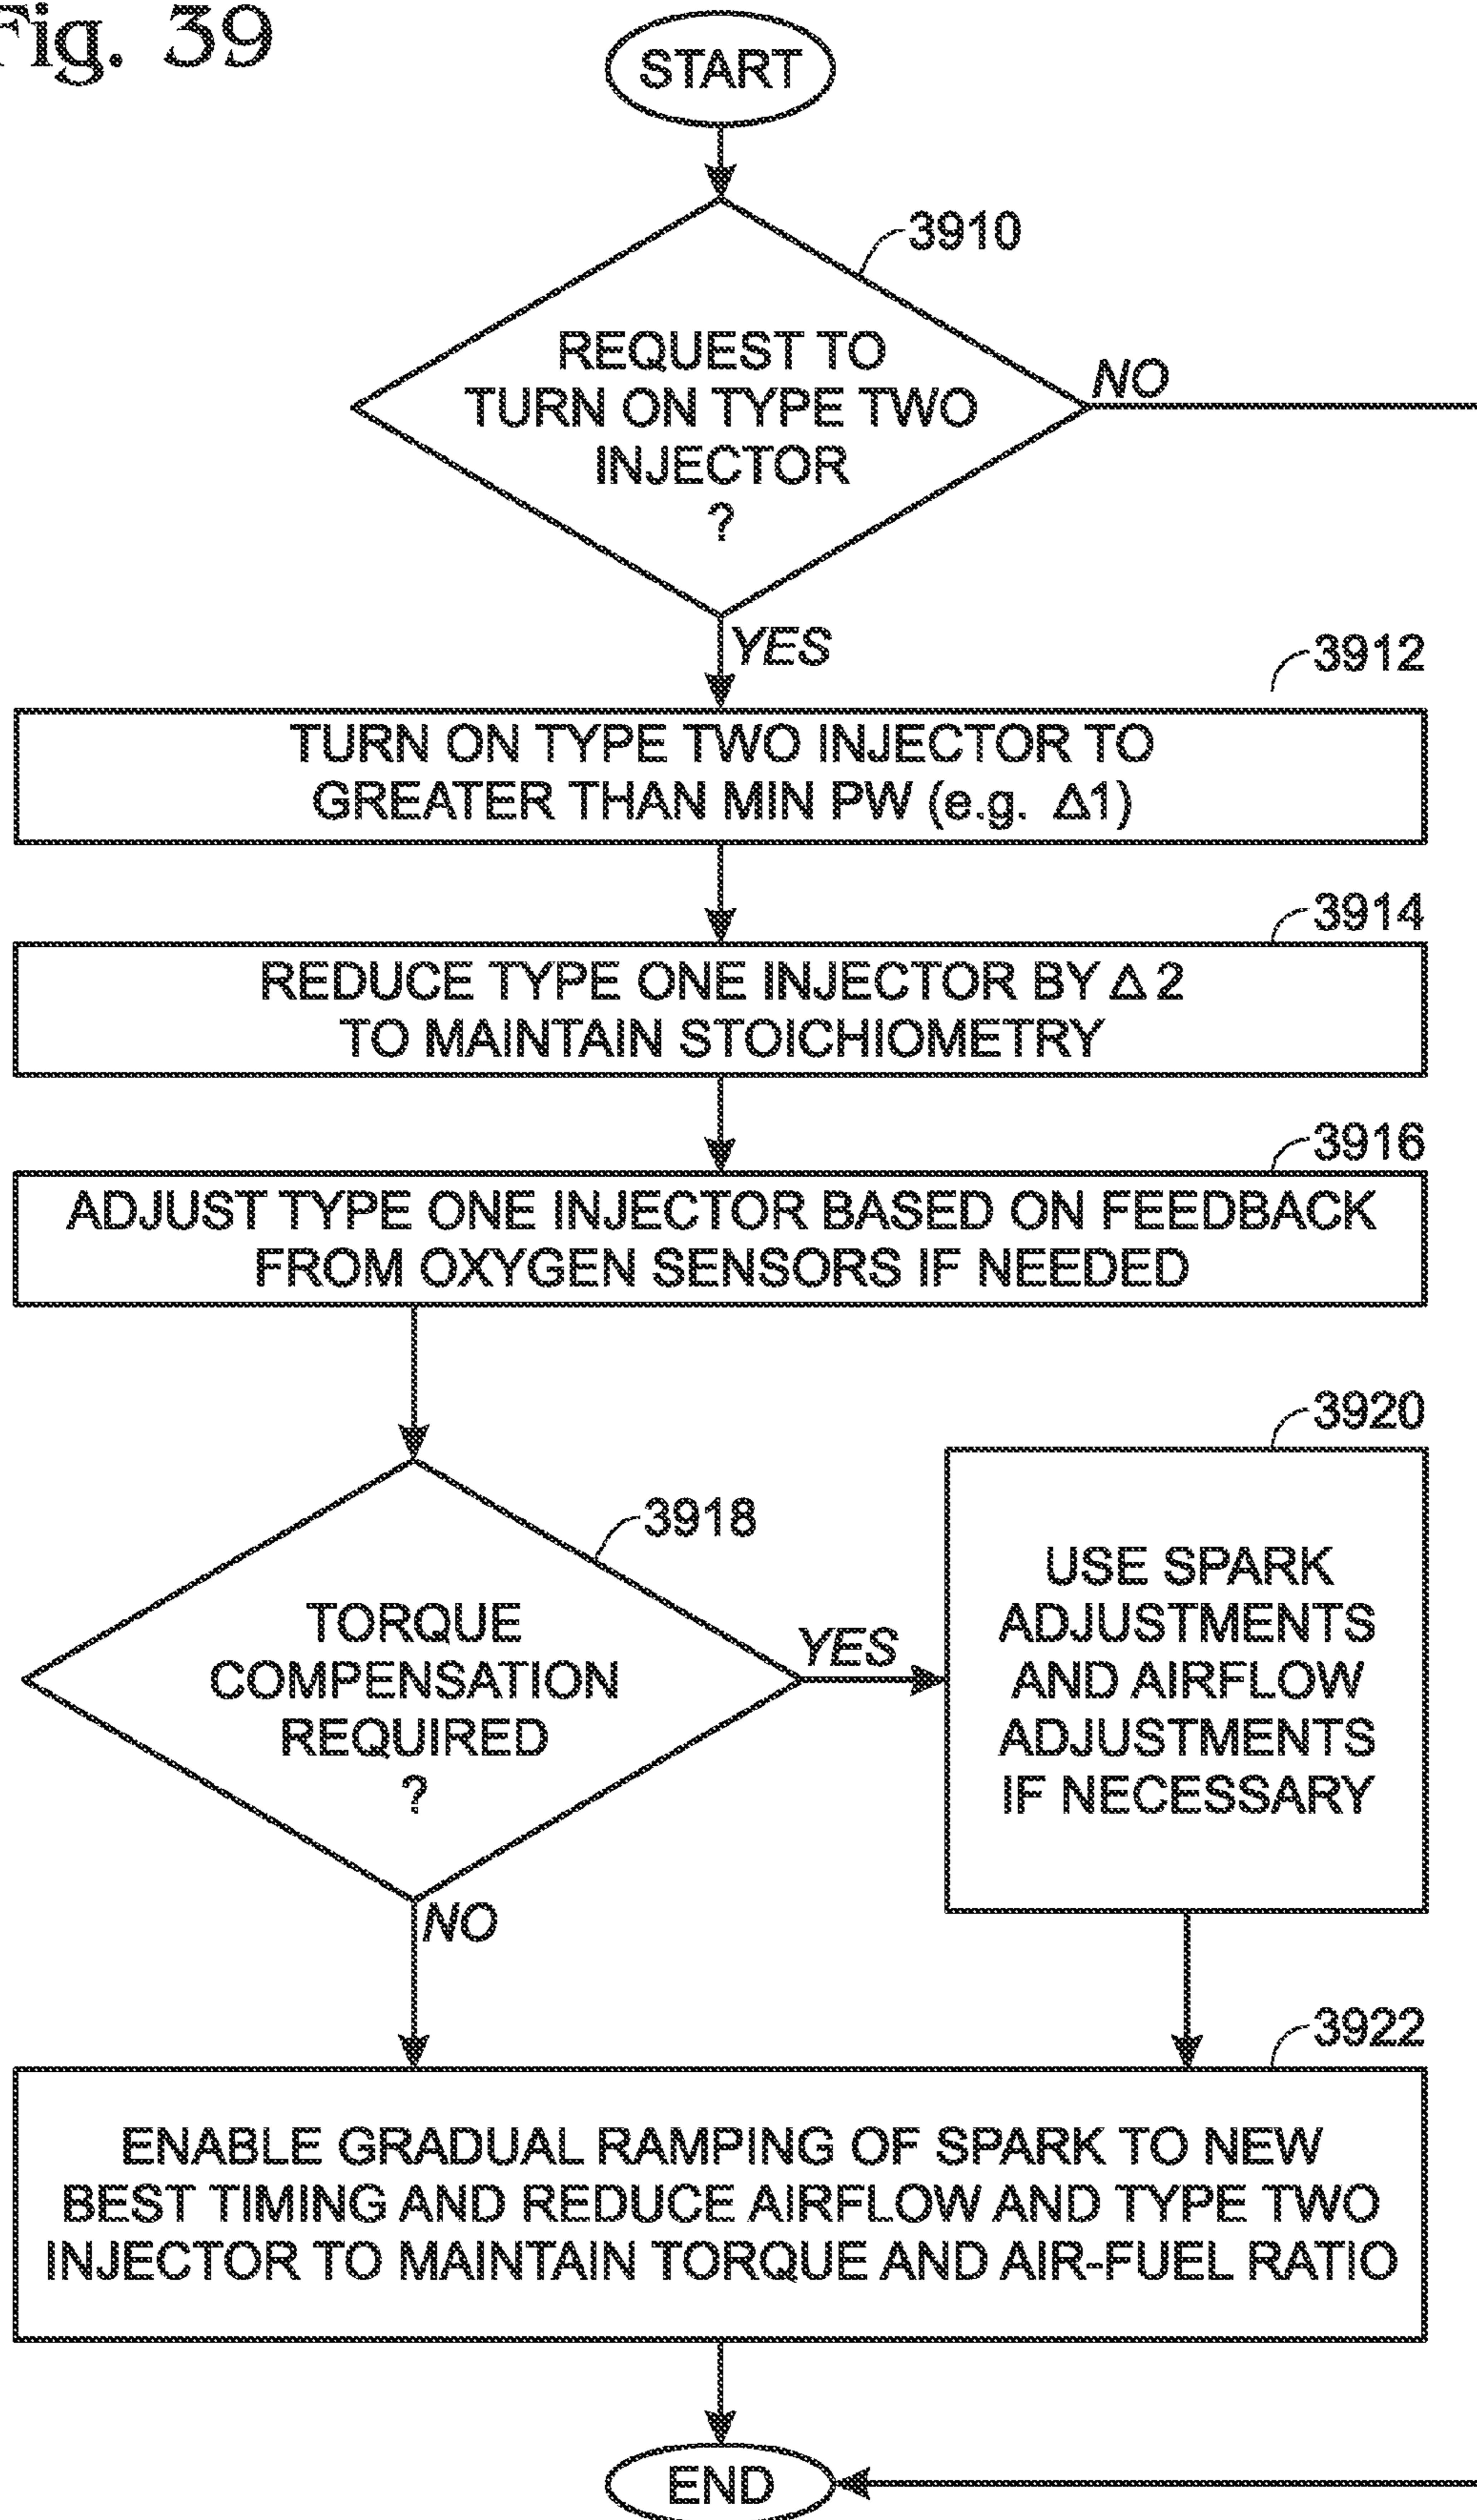 Fig. 39
START
3910
REQUEST TO
TURN ON TYPE TWO
INJECTOR
?
NO
YES
3912
TURN ON TYPE TWO INJECTOR TO
GREATER THAN MIN PW (e.g. Δ1)
3914
REDUCE TYPE ONE INJECTOR BY Δ 2
TO MAINTAIN STOICHIOMETRY
3916
ADJUST TYPE ONE INJECTOR BASED ON FEEDBACK
FROM OXYGEN SENSORS IF NEEDED
3918
TORQUE
COMPENSATION
REQUIRED
?
YES
NO
3920
USE SPARK
ADJUSTMENTS
AND AIRFLOW
ADJUSTMENTS
IF NECESSARY
3922
ENABLE GRADUAL RAMPING OF SPARK TO NEW
BEST TIMING AND REDUCE AIRFLOW AND TYPE TWO
INJECTOR TO MAINTAIN TORQUE AND AIR-FUEL RATIO
END